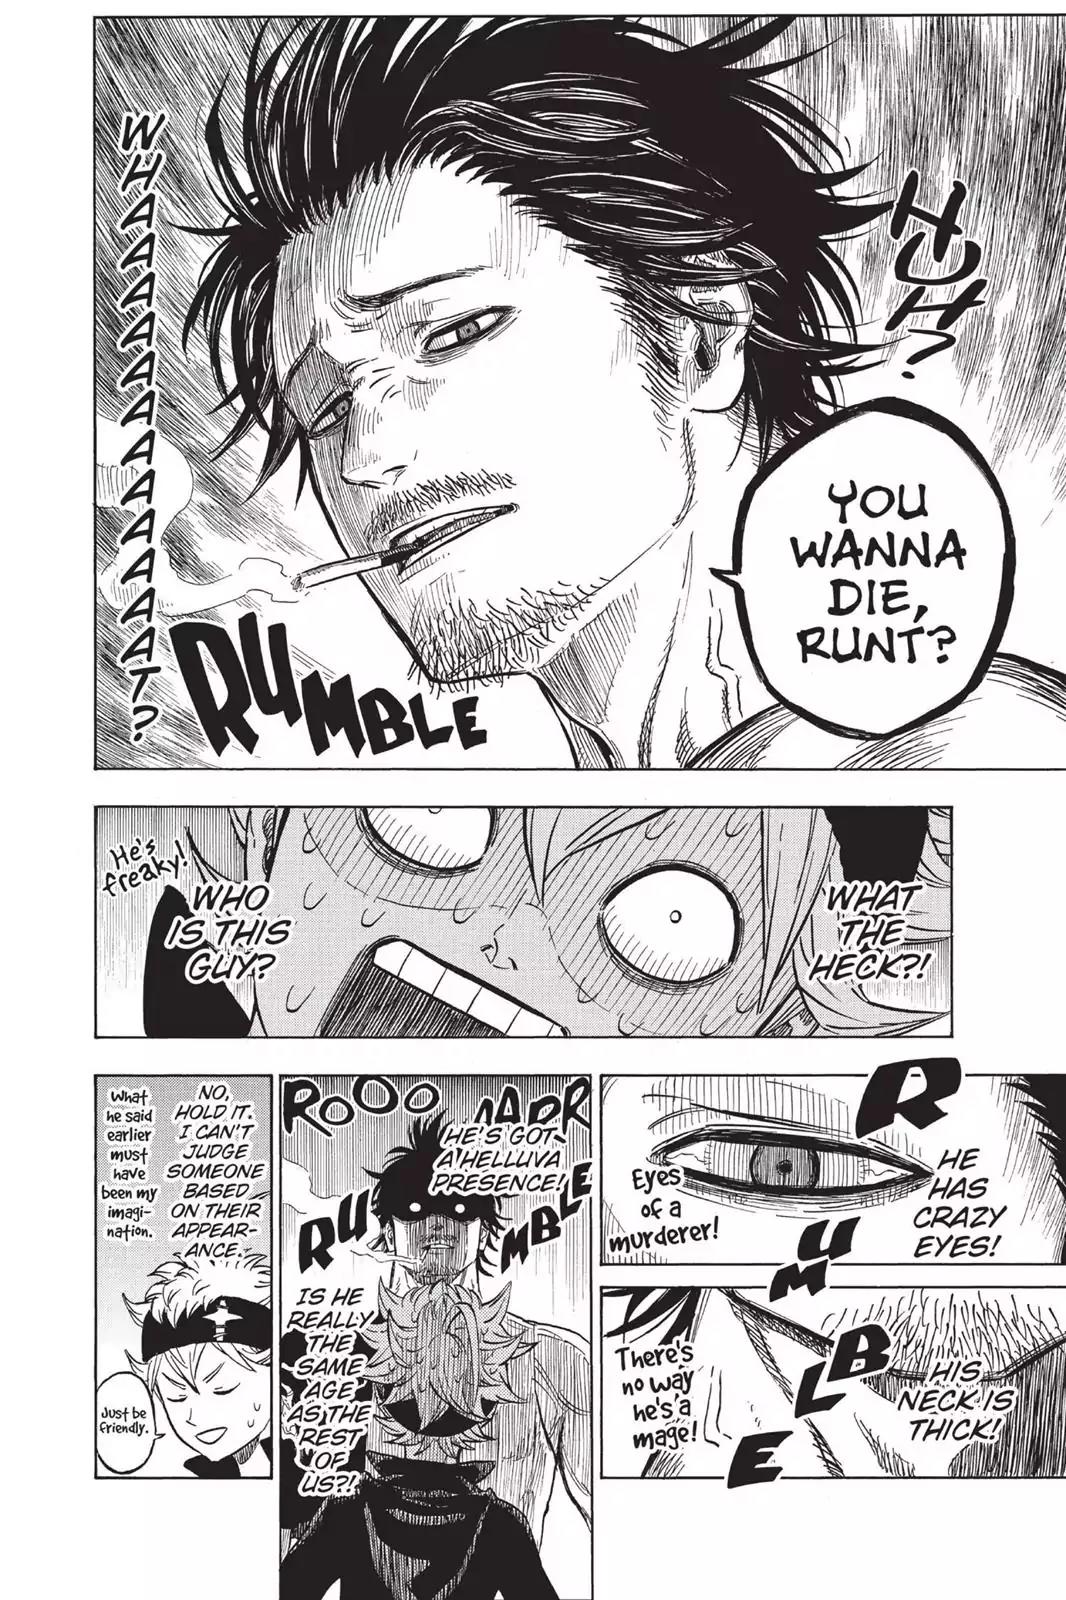 HUH?
YOU
WANNA
DIE,
RUNT?
WHAAAAAAAAAAAAAT?
RUMBLE
WHAT
THE
HECK?!
WHO
IS THIS
GUY?
He's
freaky!
RUMBLE
HE
HAS
CRAZY
EYES!
Eyes
of a
murderer!
HIS
NECK IS
THICK!
There's
no way
he's a
mage!
ROOOAARR
HE'S GOT
A HELLUVA
PRESENCE!
RUMBLE
IS HE
REALLY
THE
SAME
AGE
AS THE
REST
OF
US?!
NO,
HOLD IT.
I CAN'T
JUDGE
SOMEONE
BASED
ON THEIR
APPEAR-
ANCE.
What
he said
earlier
must
have
been my
imagi-
nation.
Just be
friendly.